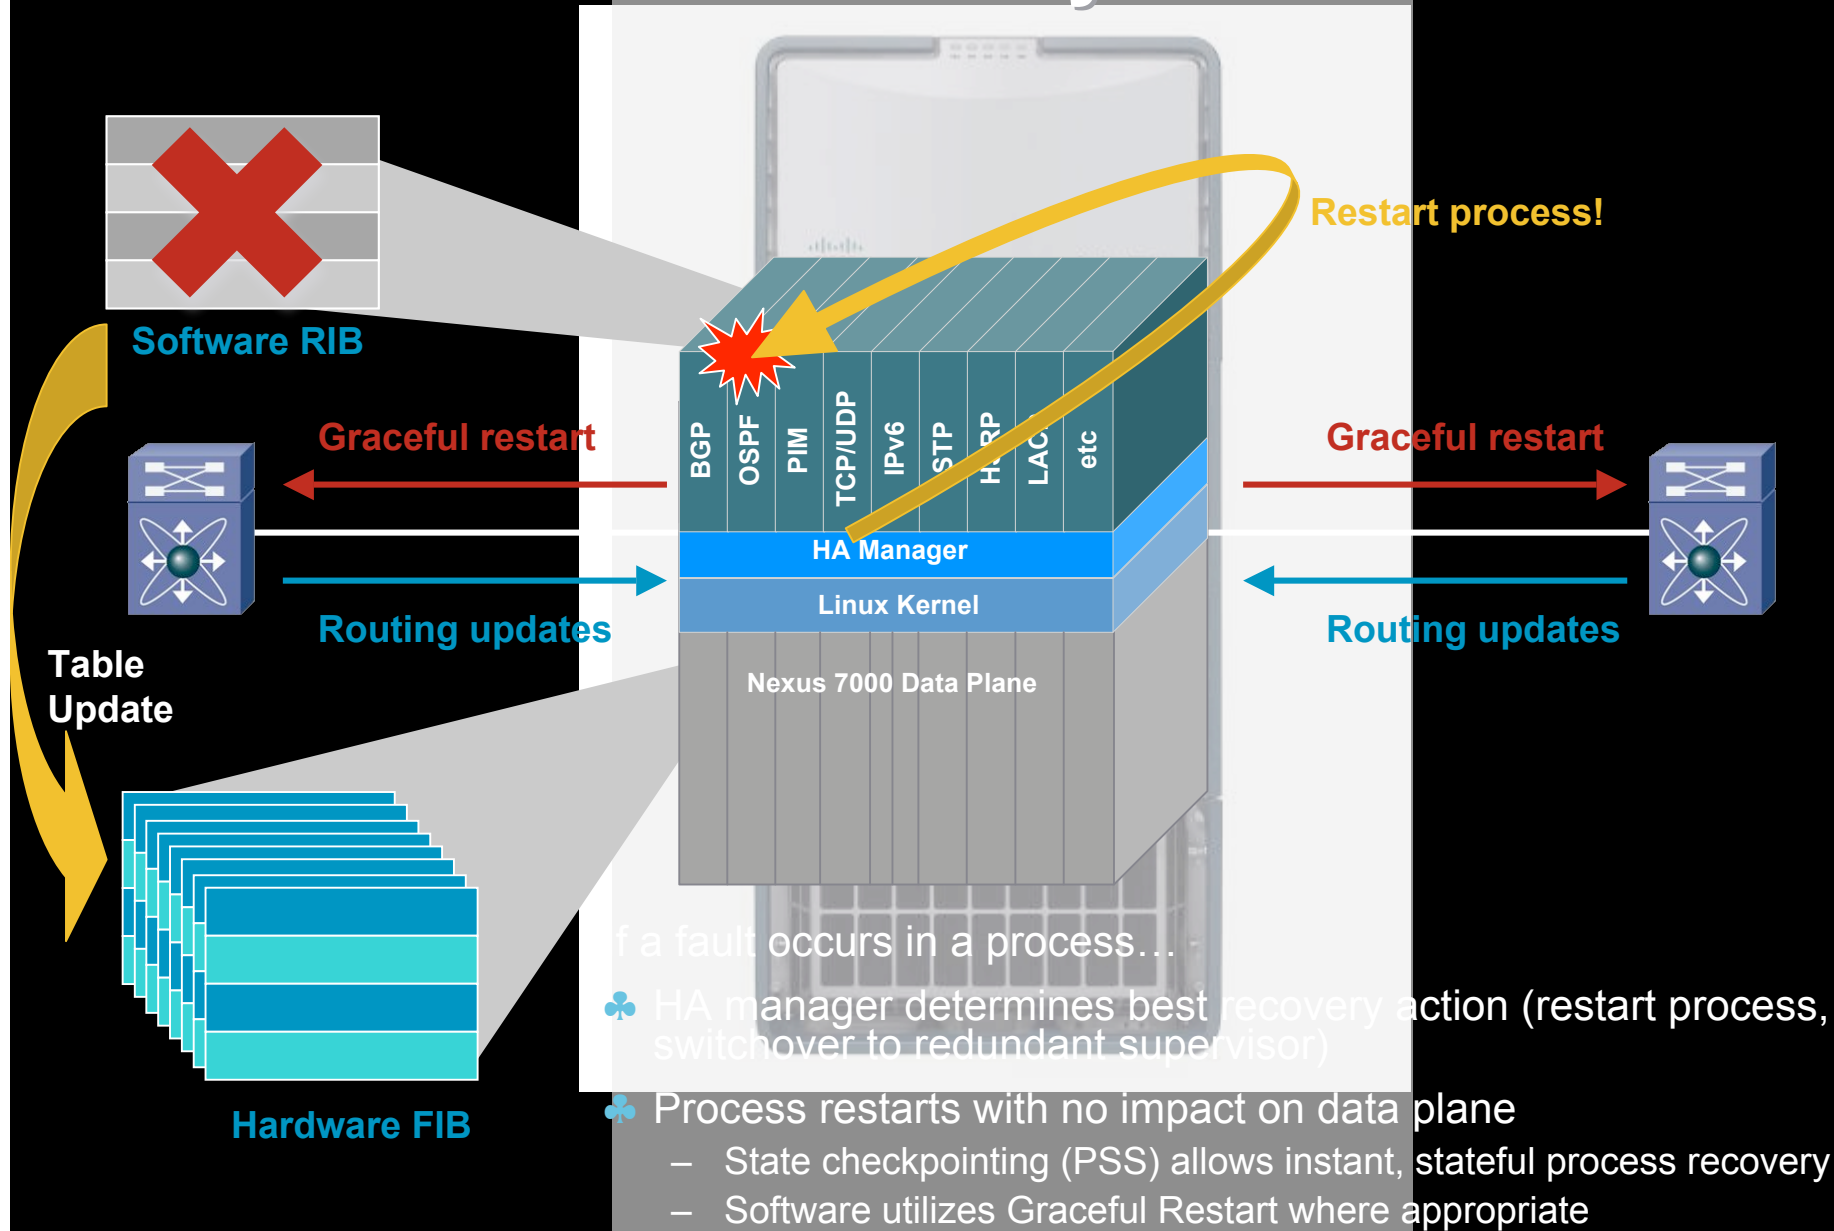 Restart process!
Software RIB
Graceful restart
Graceful restart
BGP
OSPF
PIM
TCP/UDP
IPv6
STP
etc
HA Manager
Linux Kernel
Routing updates
Routing updates
Table
Update
Nexus 7000 Data Plane
Hardware FIB
f a fault occurs in a process…
♣ HA manager determines best recovery action (restart process,
switchover to redundant supervisor)
♣ Process restarts with no impact on data plane
– State checkpointing (PSS) allows instant, stateful process recovery
– Software utilizes Graceful Restart where appropriate